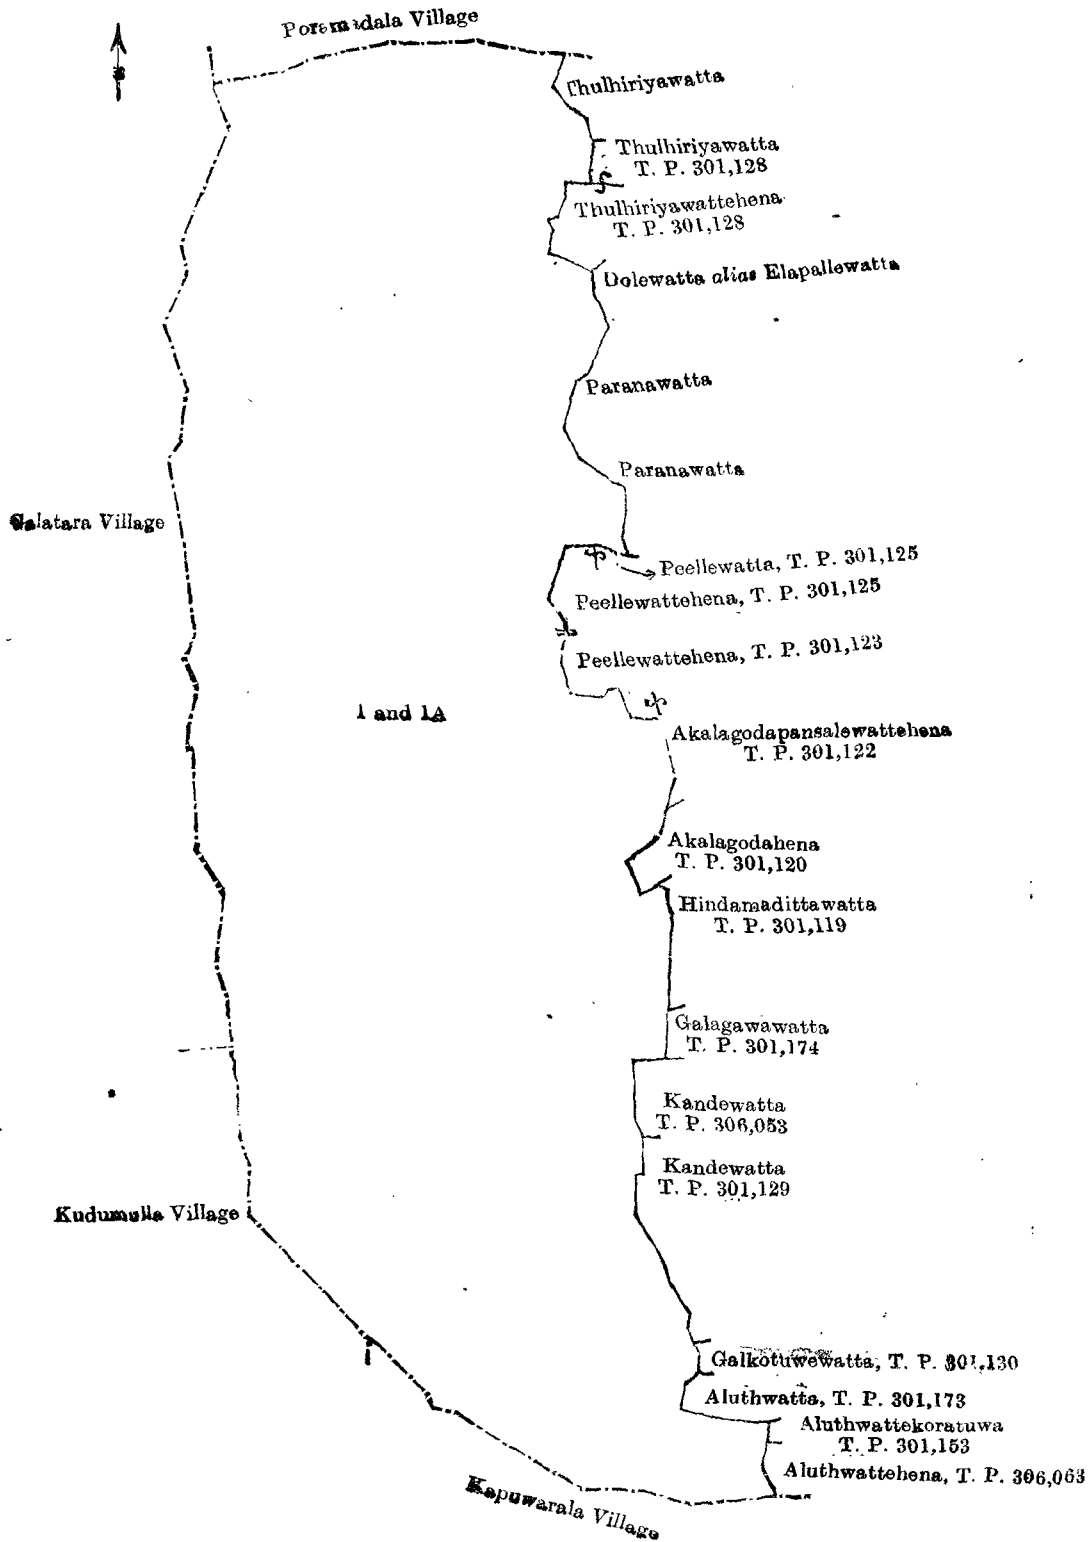 Poremadala Village
Thulhiriyawatta
Thulhiriyawatta
T. P. 301,128
Thulhiriyawattehena
T. P. 301,128
Dolewatta alias Elapallewatta
Paranawatta
Paranawatta
Galatara Village
Peellewatta, T. P. 301,125
Peellewattehena, T. P. 301,125
Peellewattehena, T. P. 301,123
1 and 1A
Akalagodapansalewattehena
T. P. 301,122
Akalagodahena
T. P. 301,120
Hindamadittawatta
T. P. 301,119
Galagawawatta
T. P. 301,174
Kandewatta
T. P. 306,053
Kandewatta
T. P. 301,129
Kudumulla Village
Galkotuwewatta, T. P. 301,130
Aluthwatta, T. P. 301,173
Aluthwattekoratuwa
T. P. 301,153
Aluthwattehena, T. P. 306,063
Kapuwarala Village